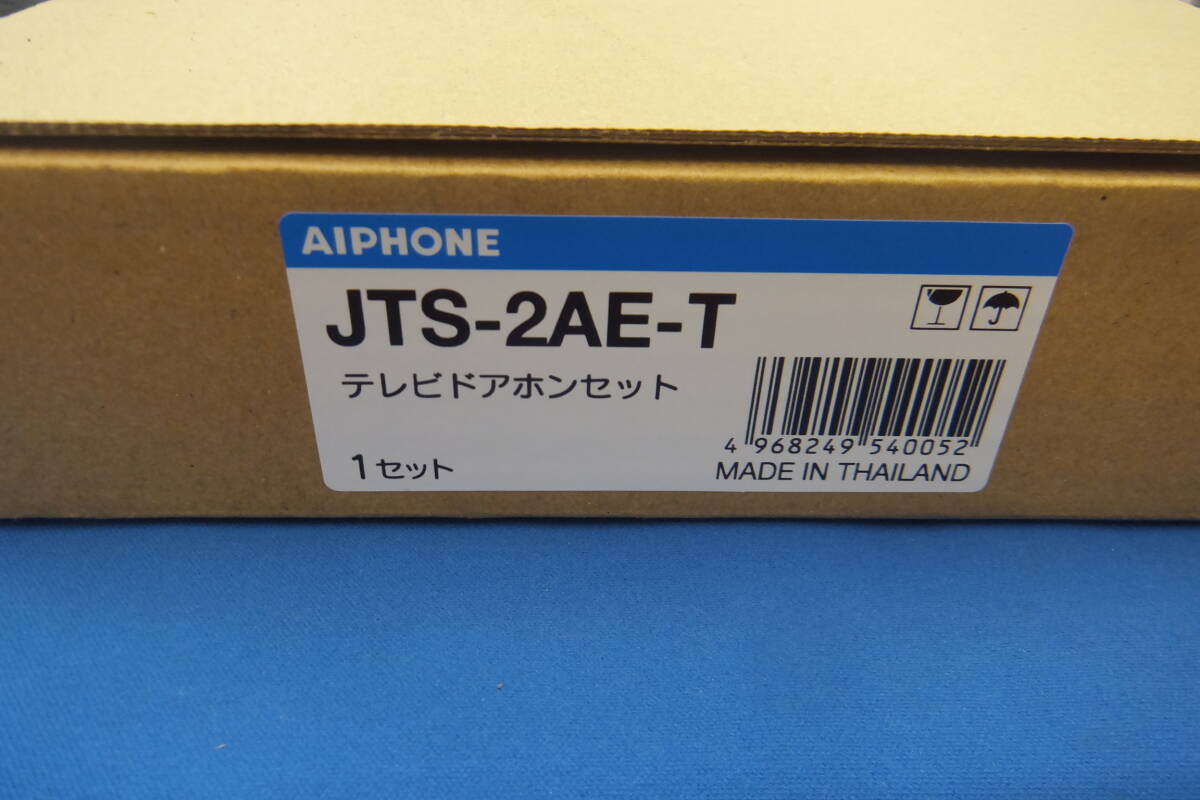 AIPHONE
JTS-2AE-T
テレビドアホンセット
1セット
4 968249 540052
MADE IN THAILAND